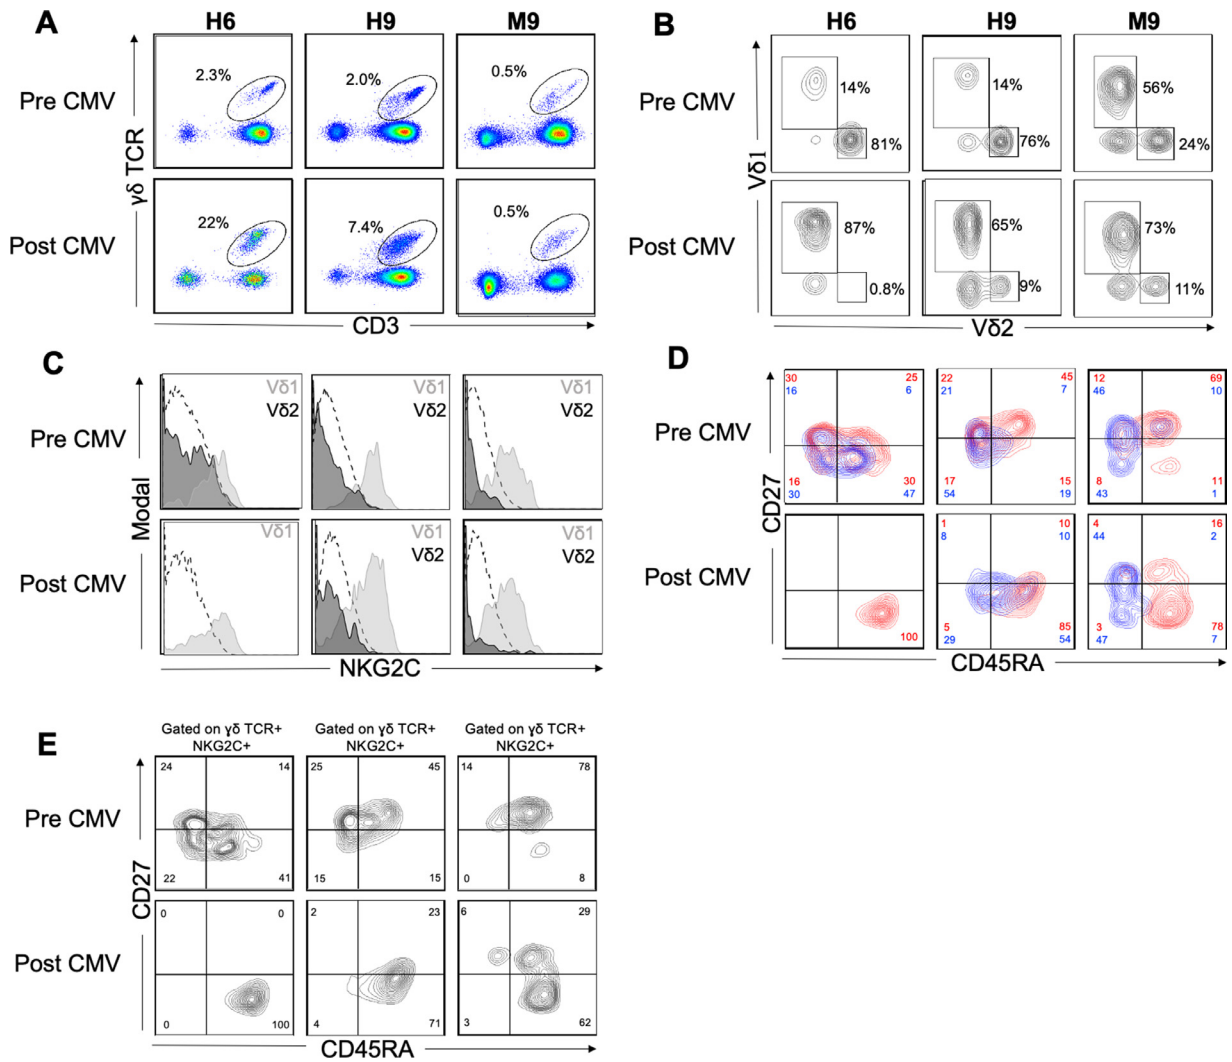 A
H6
H9
M9
γδ TCR
Pre CMV
2.3%
2.0%
0.5%
Post CMV
22%
7.4%
0.5%
CD3
B
H6
H9
M9
Vδ1
Pre CMV
14%
81%
14%
76%
56%
24%
Post CMV
87%
0.8%
65%
9%
73%
11%
Vδ2
C
Modal
Pre CMV
Vδ1
Vδ2
Vδ1
Vδ2
Vδ1
Vδ2
Post CMV
Vδ1
Vδ1
Vδ2
Vδ1
Vδ2
NKG2C
D
CD27
Pre CMV
30 25
16 6
16 30
30 47
22 45
21 7
17 15
54 19
12 69
46 10
8 11
43 1
Post CMV
100
1 10
8 10
5 85
29 54
4 16
44 2
3 78
47 7
CD45RA
E
Gated on γδ TCR+
NKG2C+
Gated on γδ TCR+
NKG2C+
Gated on γδ TCR+
NKG2C+
CD27
Pre CMV
24 14
22 41
25 45
15 15
14 78
0 8
Post CMV
0 0
0 100
2 23
4 71
6 29
3 62
CD45RA